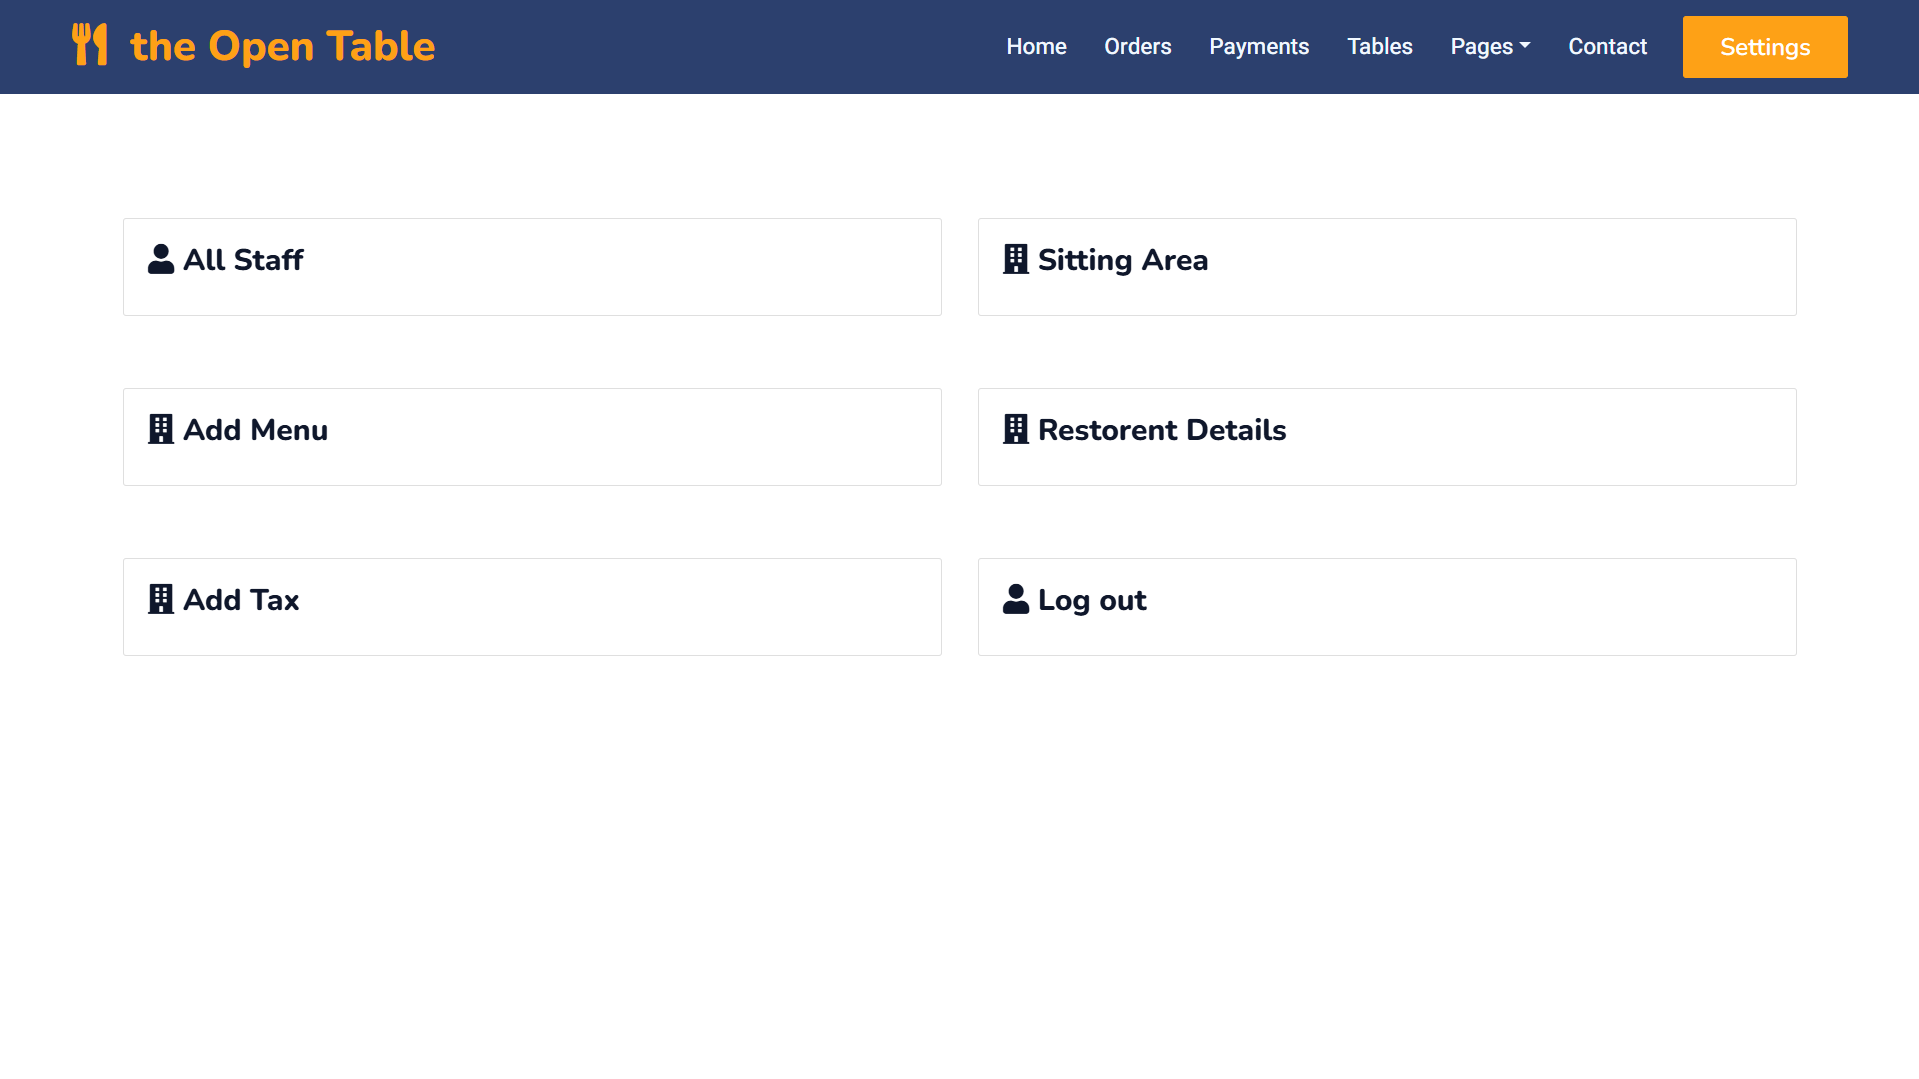 the Open Table
Home Orders Payments Tables Pages Contact Settings
All Staff
Sitting Area
Add Menu
Restorent Details
Add Tax
Log out